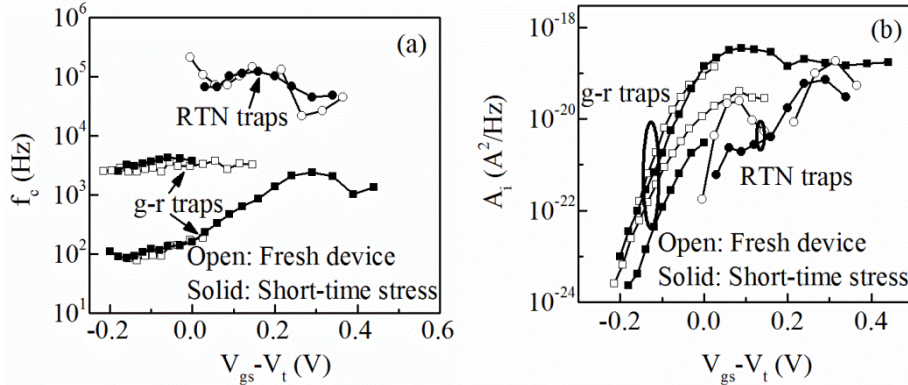 (a)
10^6
10^5
10^4
10^3
10^2
10^1
f_c (Hz)
RTN traps
g-r traps
Open: Fresh device
Solid: Short-time stress
-0.2 0.0 0.2 0.4 0.6
V_gs-V_t (V)
(b)
10^-18
10^-20
10^-22
10^-24
A_i (A^2/Hz)
g-r traps
RTN traps
Open: Fresh device
Solid: Short-time stress
-0.2 0.0 0.2 0.4
V_gs-V_t (V)